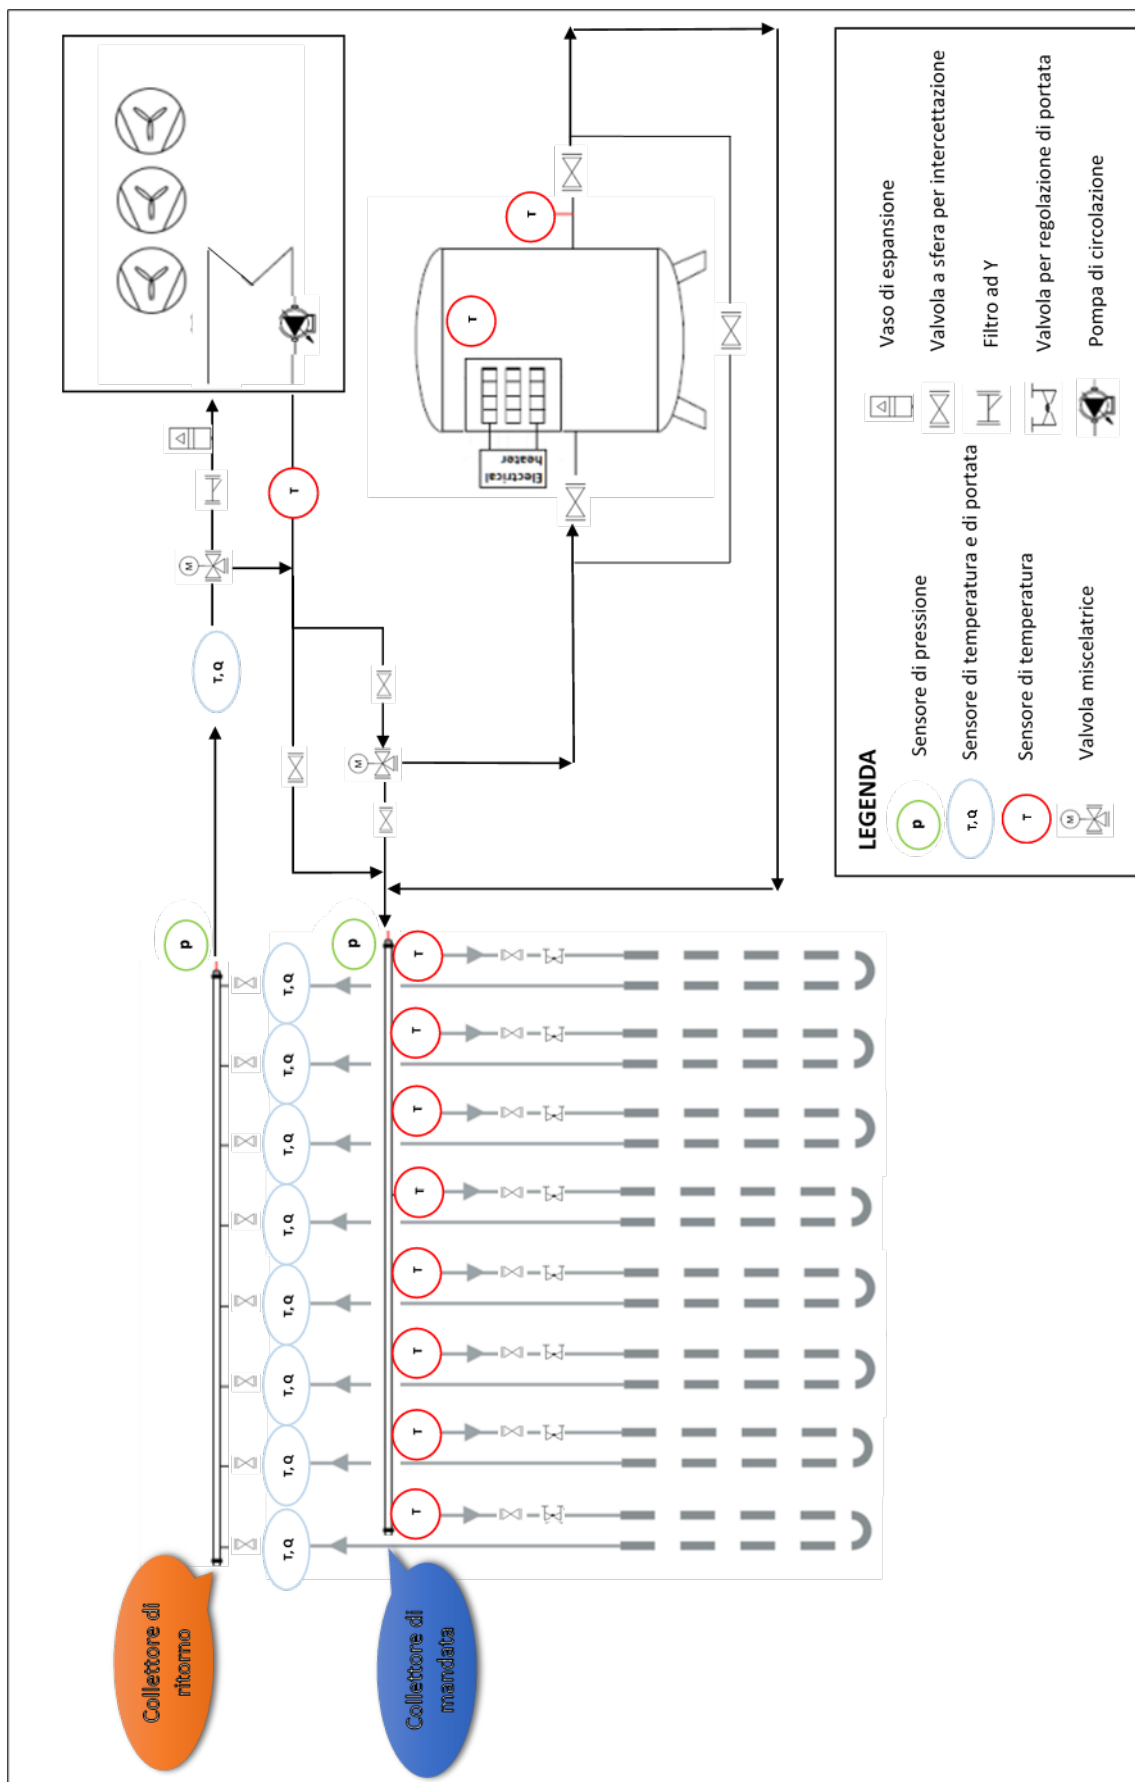 Collettore di
ritorno
p
M
T,Q
T,Q
T,Q
T,Q
T,Q
T,Q
T,Q
T,Q
T,Q
T
p
M
Collettore di
mandata
T
T
T
T
T
T
T
T
T
Electrical
heater
T
LEGENDA
p
Sensore di pressione
T,Q
Sensore di temperatura e di portata
T
Sensore di temperatura
M
Valvola miscelatrice
Vaso di espansione
Valvola a sfera per intercettazione
Filtro ad Y
Valvola per regolazione di portata
Pompa di circolazione